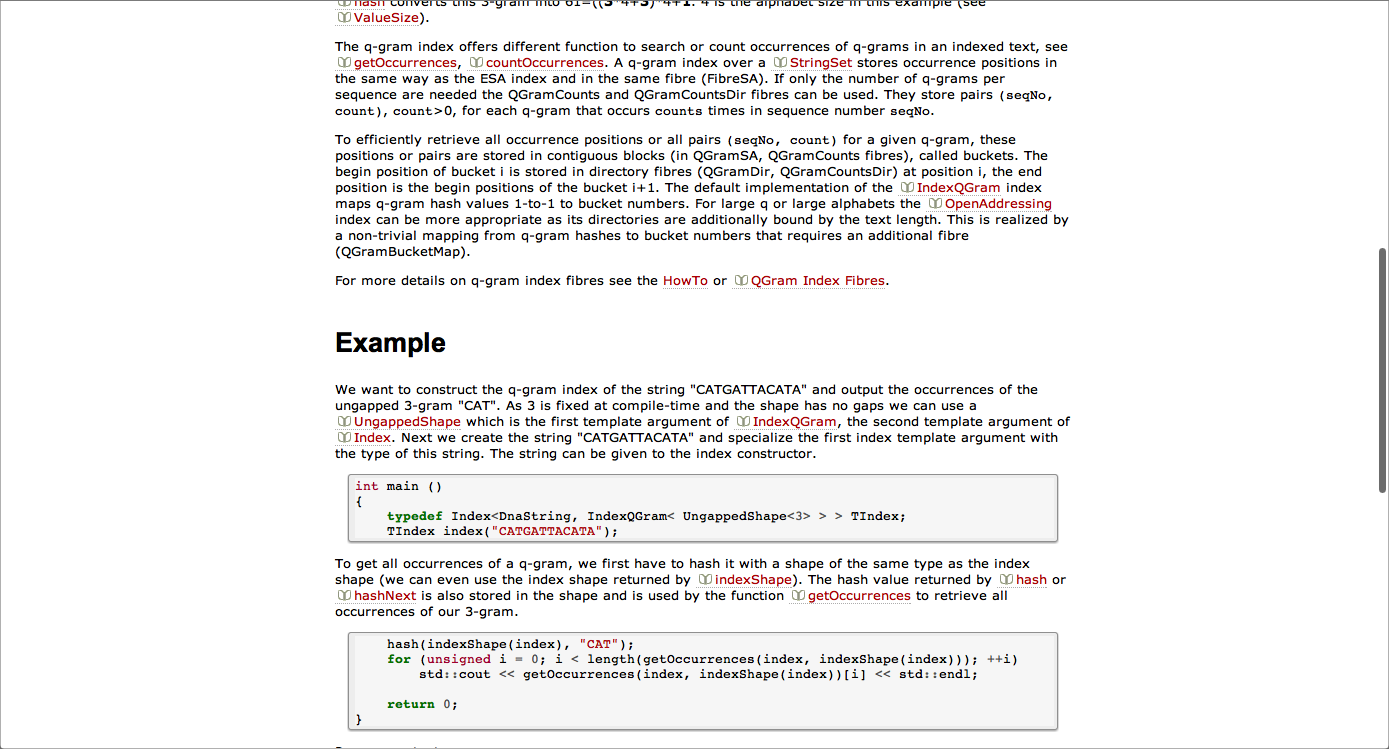 hash converts this 3-gram into 61=((3*4+3)*4+1. 4 is the alphabet size in this example (see
ValueSize).
The q-gram index offers different function to search or count occurrences of q-grams in an indexed text, see
getOccurrences, countOccurrences. A q-gram index over a StringSet stores occurrence positions in
the same way as the ESA index and in the same fibre (FibreSA). If only the number of q-grams per
sequence are needed the QGramCounts and QGramCountsDir fibres can be used. They store pairs (seqNo,
count), count>0, for each q-gram that occurs counts times in sequence number seqNo.
To efficiently retrieve all occurrence positions or all pairs (seqNo, count) for a given q-gram, these
positions or pairs are stored in contiguous blocks (in QGramSA, QGramCounts fibres), called buckets. The
begin position of bucket i is stored in directory fibres (QGramDir, QGramCountsDir) at position i, the end
position is the begin positions of the bucket i+1. The default implementation of the IndexQGram index
maps q-gram hash values 1-to-1 to bucket numbers. For large q or large alphabets the OpenAddressing
index can be more appropriate as its directories are additionally bound by the text length. This is realized by
a non-trivial mapping from q-gram hashes to bucket numbers that requires an additional fibre
(QGramBucketMap).
For more details on q-gram index fibres see the HowTo or QGram Index Fibres.
Example
We want to construct the q-gram index of the string "CATGATTACATA" and output the occurrences of the
ungapped 3-gram "CAT". As 3 is fixed at compile-time and the shape has no gaps we can use a
UngappedShape which is the first template argument of IndexQGram, the second template argument of
Index. Next we create the string "CATGATTACATA" and specialize the first index template argument with
the type of this string. The string can be given to the index constructor.
int main ()
{
    typedef Index<DnaString, IndexQGram< UngappedShape<3> > > TIndex;
    TIndex index("CATGATTACATA");
To get all occurrences of a q-gram, we first have to hash it with a shape of the same type as the index
shape (we can even use the index shape returned by indexShape). The hash value returned by hash or
hashNext is also stored in the shape and is used by the function getOccurrences to retrieve all
occurrences of our 3-gram.
    hash(indexShape(index), "CAT");
    for (unsigned i = 0; i < length(getOccurrences(index, indexShape(index))); ++i)
        std::cout << getOccurrences(index, indexShape(index))[i] << std::endl;
    return 0;
}